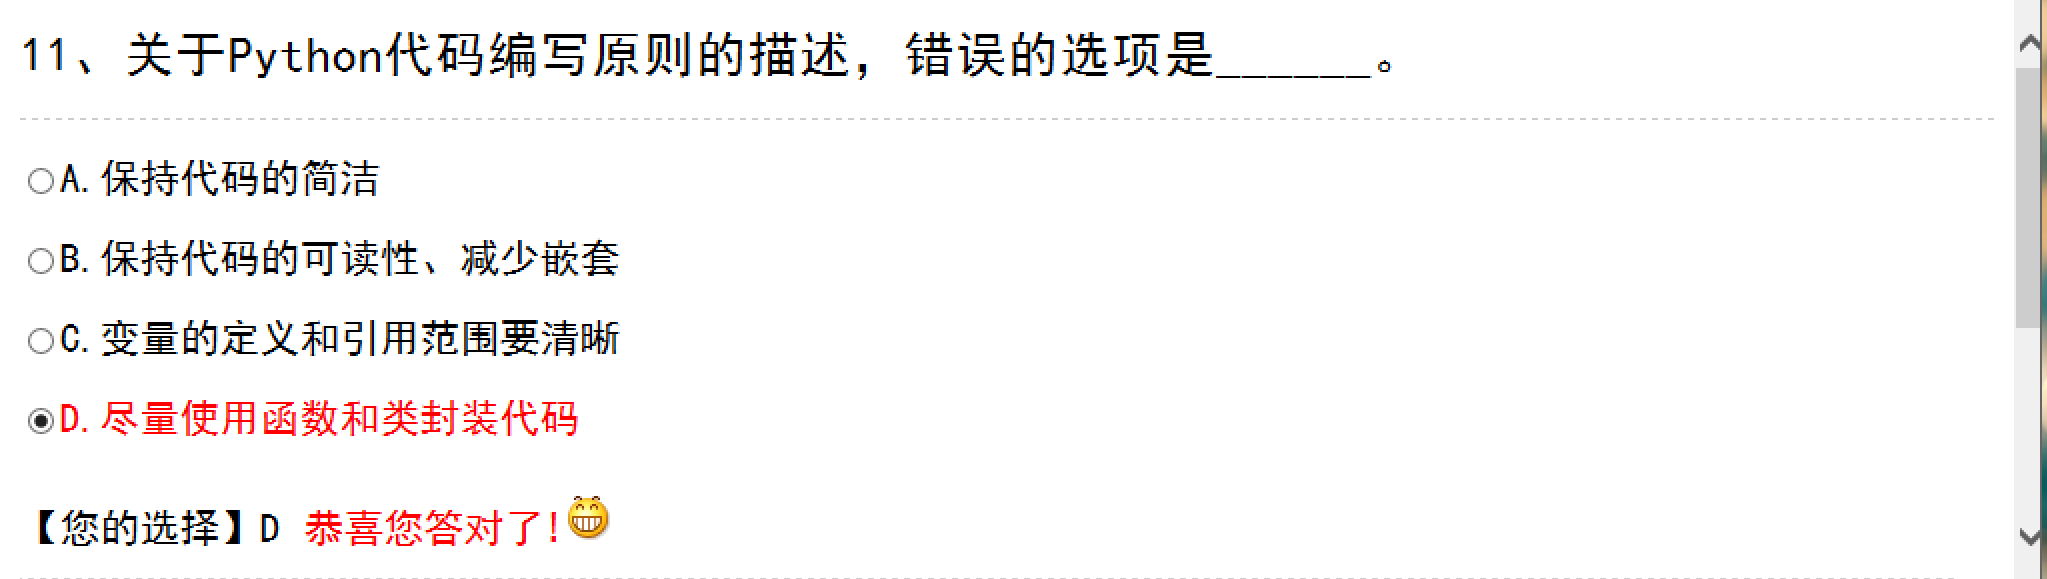 11、关于Python代码编写原则的描述，错误的选项是______。
A.保持代码的简洁
B.保持代码的可读性、减少嵌套
C.变量的定义和引用范围要清晰
D.尽量使用函数和类封装代码
【您的选择】D 恭喜您答对了!